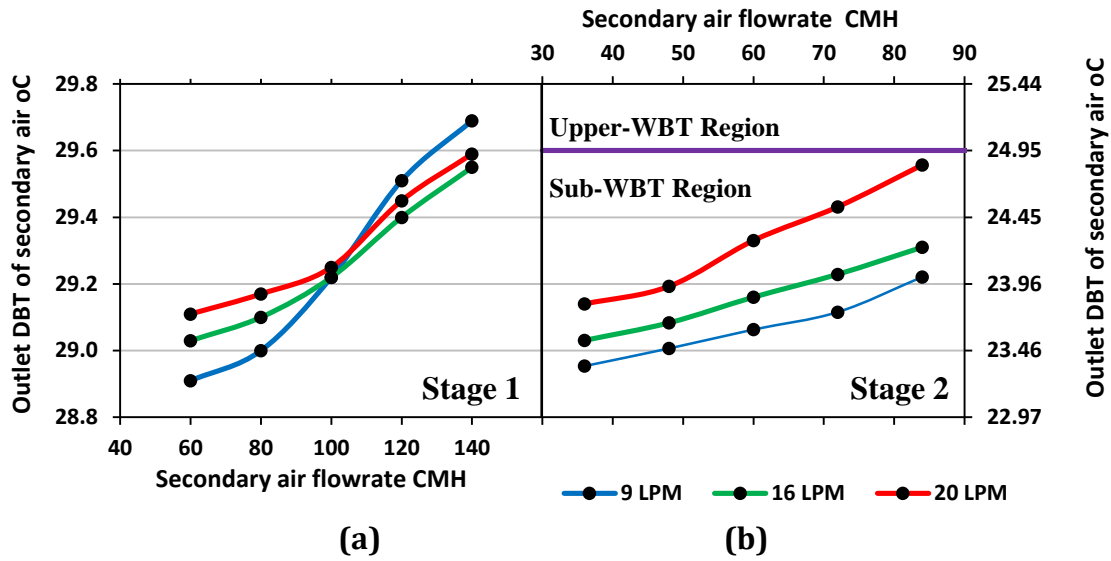 Secondary air flowrate CMH
30 40 50 60 70 80 90
Outlet DBT of secondary air oC
29.8
29.6
29.4
29.2
29.0
28.8
Upper-WBT Region
Sub-WBT Region
25.44
24.95
24.45
23.96
23.46
22.97
Outlet DBT of secondary air oC
Stage 1
Stage 2
40 60 80 100 120 140
Secondary air flowrate CMH
9 LPM 16 LPM 20 LPM
(a) (b)